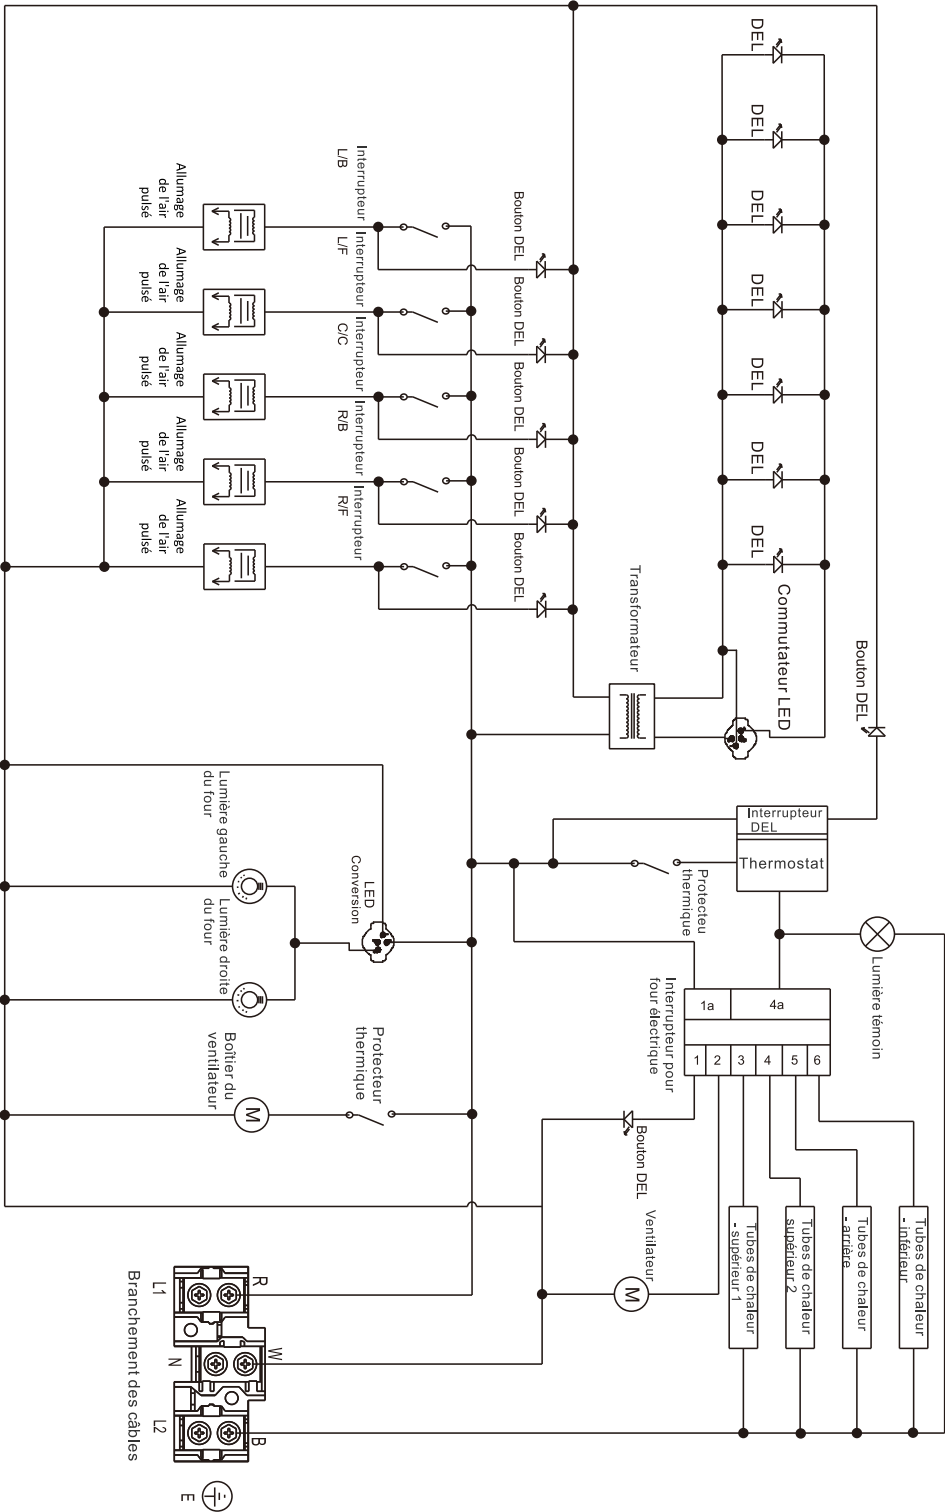 DEL
DEL
DEL
DEL
DEL
DEL
DEL
Commutateur LED
Transformateur
Bouton DEL
Bouton DEL
Bouton DEL
Bouton DEL
Bouton DEL
Bouton DEL
Interrupteur
L/B
Interrupteur
L/F
Interrupteur
C/C
Interrupteur
R/B
Interrupteur
R/F
Allumage
de l'air
pulsé
Allumage
de l'air
pulsé
Allumage
de l'air
pulsé
Allumage
de l'air
pulsé
Allumage
de l'air
pulsé
Interrupteur
DEL
Thermostat
Protecteu
thermique
Lumière témoin
Interrupteur pour
four électrique
1a
4a
1
2
3
4
5
6
LED
Conversion
Lumière gauche
du four
Lumière droite
du four
Protecteur
thermique
Boîtier du
ventilateur
M
Bouton DEL
Ventilateur
M
Tubes de chaleur
- supérieur 1
Tubes de chaleur
supérieur 2
Tubes de chaleur
- arrière
Tubes de chaleur
- inférieur
R
L1
W
N
B
L2
Branchement des câbles
E